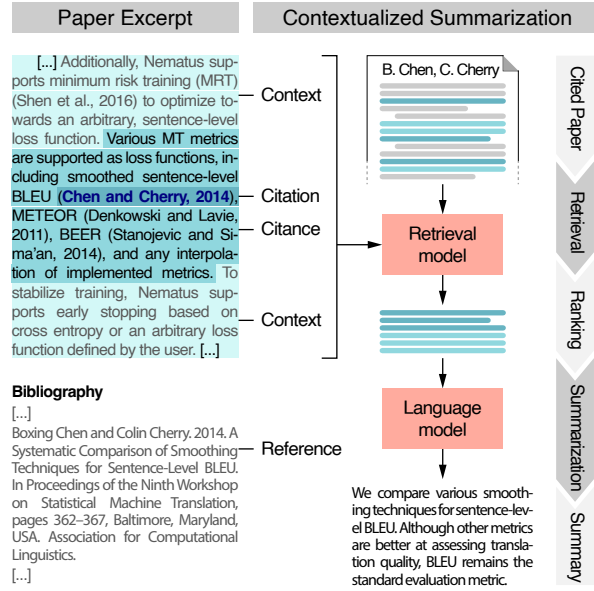 Paper Excerpt
[...] Additionally, Nematus sup-
ports minimum risk training (MRT)
(Shen et al., 2016) to optimize to-
wards an arbitrary, sentence-level
loss function. Various MT metrics
are supported as loss functions, in-
cluding smoothed sentence-level
BLEU (Chen and Cherry, 2014),
METEOR (Denkowski and Lavie,
2011), BEER (Stanojevic and Si-
ma'an, 2014), and any interpola-
tion of implemented metrics. To
stabilize training, Nematus sup-
ports early stopping based on
cross entropy or an arbitrary loss
function defined by the user. [...]
Bibliography
[...]
Boxing Chen and Colin Cherry. 2014. A
Systematic Comparison of Smoothing
Techniques for Sentence-Level BLEU.
In Proceedings of the Ninth Workshop
on Statistical Machine Translation,
pages 362–367, Baltimore, Maryland,
USA. Association for Computational
Linguistics.
[...]
Context
Citation
Citance
Context
Reference
Contextualized Summarization
B. Chen, C. Cherry
Retrieval
model
Language
model
We compare various smooth-
ing techniques for sentence-lev-
el BLEU. Although other metrics
are better at assessing transla-
tion quality, BLEU remains the
standard evaluation metric.
Cited Paper
Retrieval
Ranking
Summarization
Summary